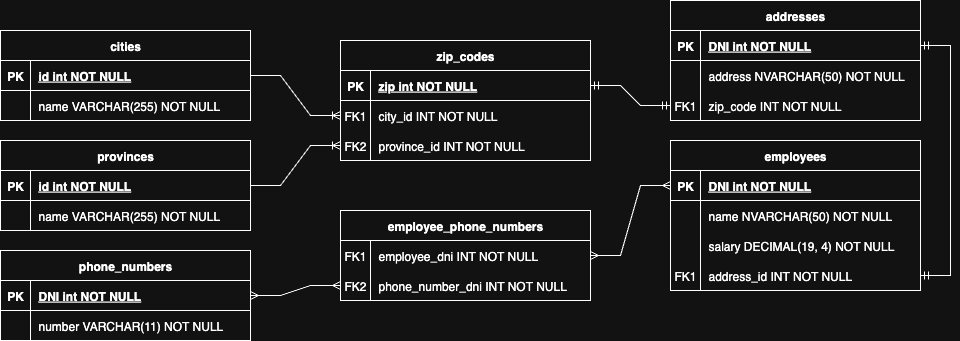 cities
PK id int NOT NULL
name VARCHAR(255) NOT NULL
provinces
PK id int NOT NULL
name VARCHAR(255) NOT NULL
phone_numbers
PK DNI int NOT NULL
number VARCHAR(11) NOT NULL
zip_codes
PK zip int NOT NULL
FK1 city_id INT NOT NULL
FK2 province_id INT NOT NULL
employee_phone_numbers
FK1 employee_dni INT NOT NULL
FK2 phone_number_dni INT NOT NULL
addresses
PK DNI int NOT NULL
address NVARCHAR(50) NOT NULL
FK1 zip_code INT NOT NULL
employees
PK DNI int NOT NULL
name NVARCHAR(50) NOT NULL
salary DECIMAL(19, 4) NOT NULL
FK1 address_id INT NOT NULL